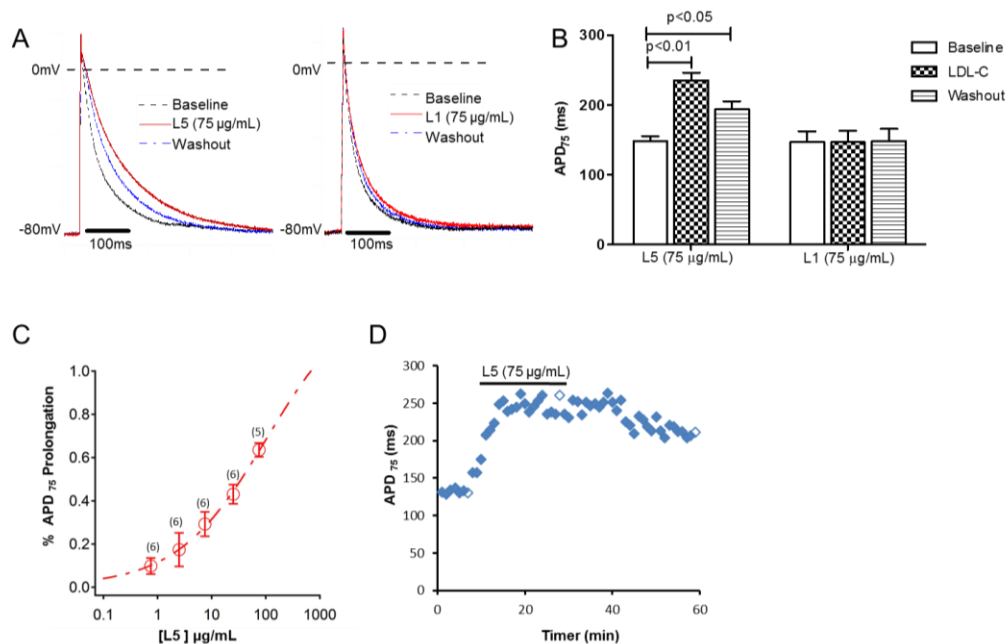 A
0mV
Baseline
L5 (75 µg/mL)
Washout
-80mV
100ms
0mV
Baseline
L1 (75 µg/mL)
Washout
-80mV
100ms
B
p<0.05
p<0.01
Baseline
LDL-C
Washout
APD75 (ms)
300
200
100
0
L5 (75 µg/mL)
L1 (75 µg/mL)
C
% APD 75 Prolongation
1.0
0.8
0.6
0.4
0.2
0.0
(6)
(6)
(6)
(6)
(5)
0.1
1
10
100
1000
[L5 ] µg/mL
D
L5 (75 µg/mL)
APD 75 (ms)
300
250
200
150
100
50
0
0
20
40
60
Timer (min)